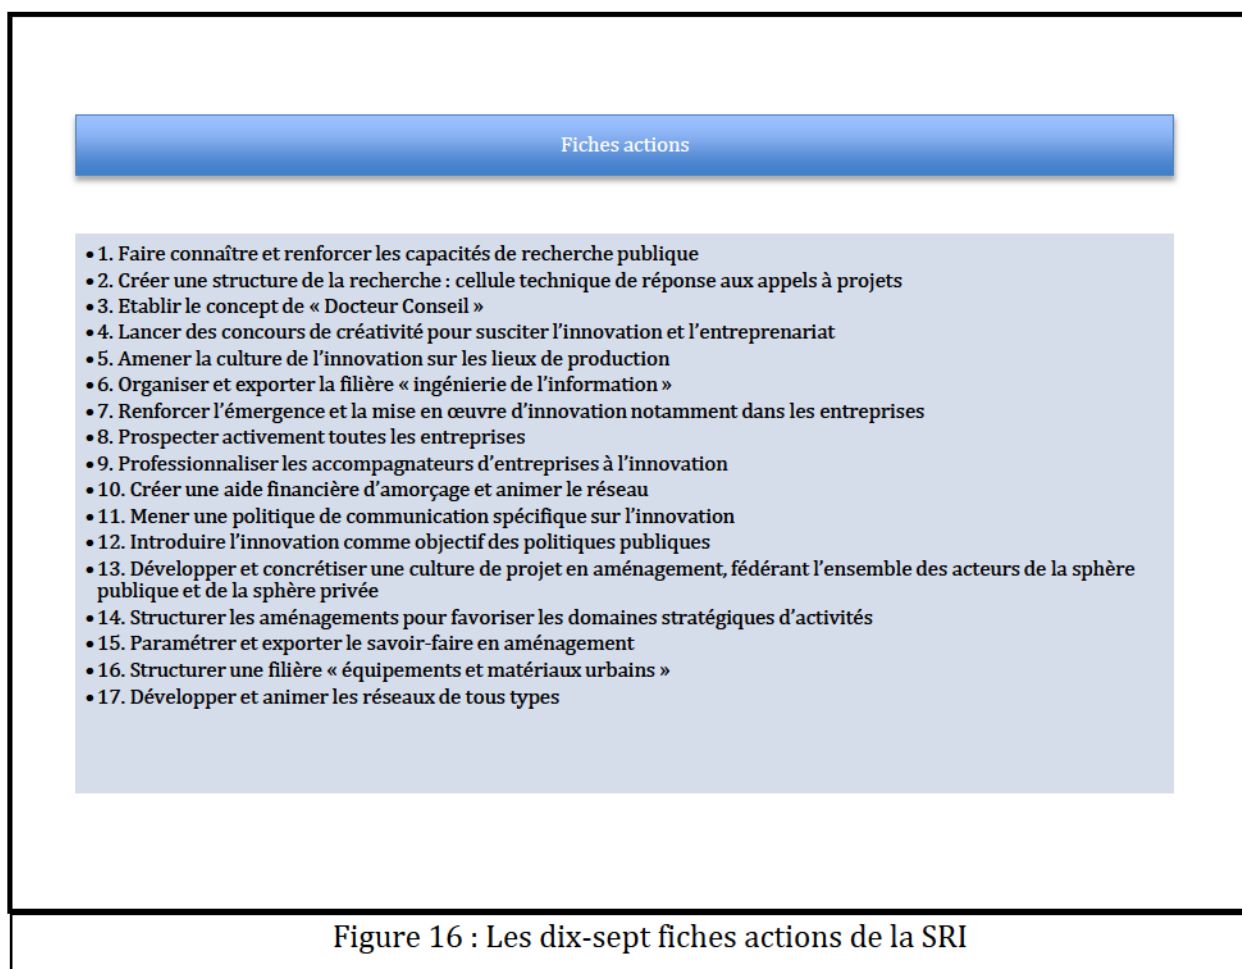 Fiches actions
• 1. Faire connaître et renforcer les capacités de recherche publique
• 2. Créer une structure de la recherche : cellule technique de réponse aux appels à projets
• 3. Etablir le concept de « Docteur Conseil »
• 4. Lancer des concours de créativité pour susciter l’innovation et l’entreprenariat
• 5. Amener la culture de l’innovation sur les lieux de production
• 6. Organiser et exporter la filière « ingénierie de l’information »
• 7. Renforcer l’émergence et la mise en œuvre d’innovation notamment dans les entreprises
• 8. Prospecter activement toutes les entreprises
• 9. Professionnaliser les accompagnateurs d’entreprises à l’innovation
• 10. Créer une aide financière d’amorçage et animer le réseau
• 11. Mener une politique de communication spécifique sur l’innovation
• 12. Introduire l’innovation comme objectif des politiques publiques
• 13. Développer et concrétiser une culture de projet en aménagement, fédérant l’ensemble des acteurs de la sphère
publique et de la sphère privée
• 14. Structurer les aménagements pour favoriser les domaines stratégiques d’activités
• 15. Paramétrer et exporter le savoir-faire en aménagement
• 16. Structurer une filière « équipements et matériaux urbains »
• 17. Développer et animer les réseaux de tous types
Figure 16 : Les dix-sept fiches actions de la SRI